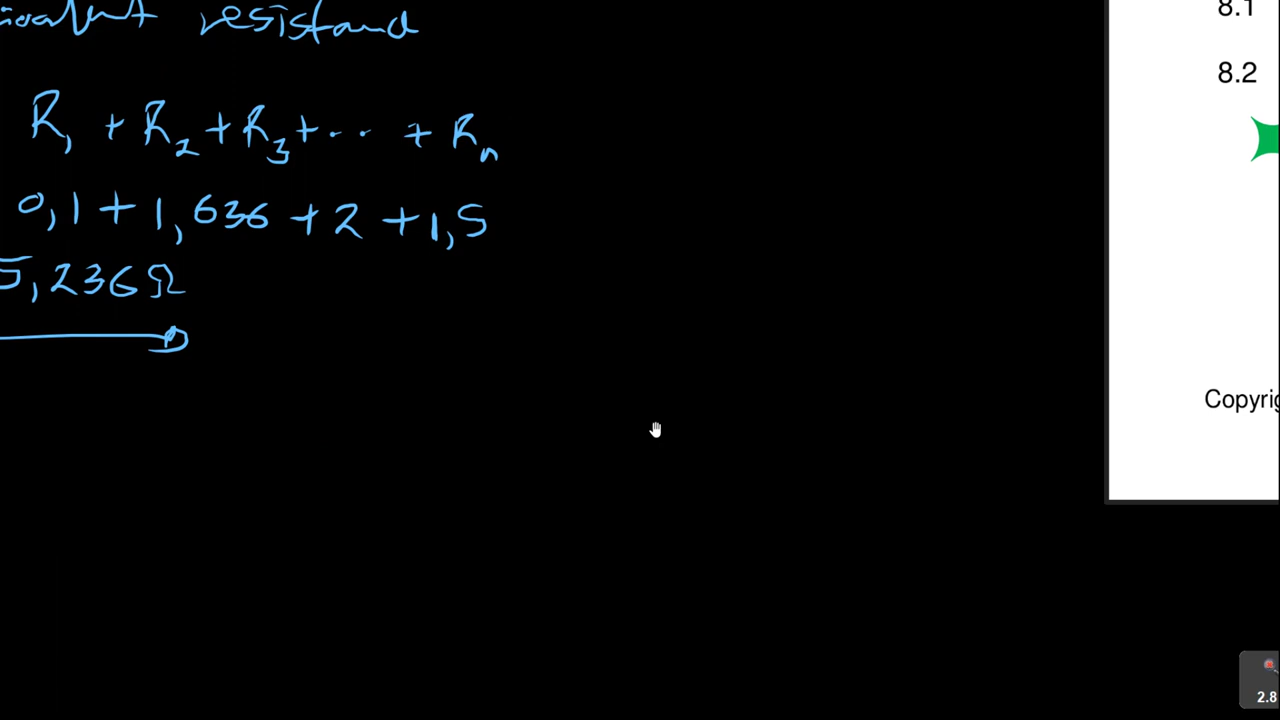 resistand
R₁ + R₂ + R₃ + ·· + Rₙ
0,1 + 1,636 + 2 + 1,5
5,236 Ω
8.1
8.2
Copyrig
2.8